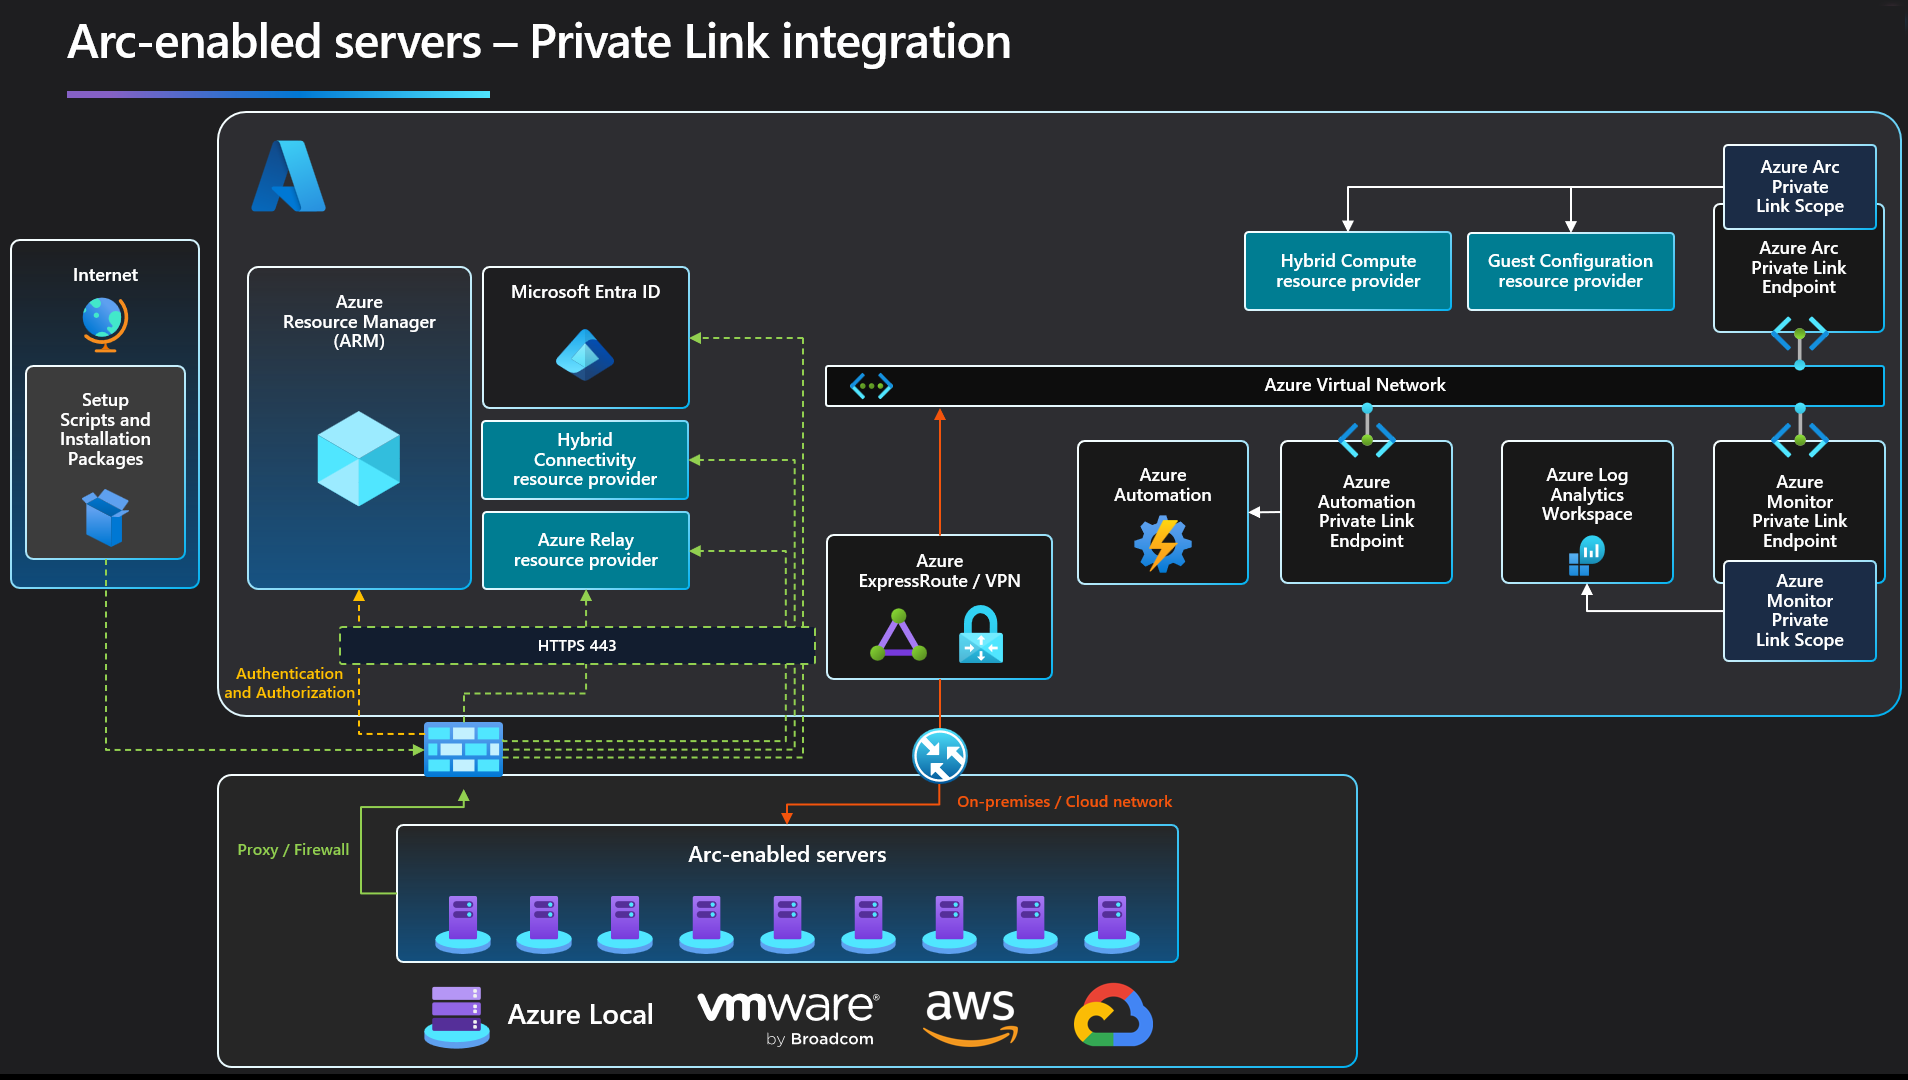 Arc-enabled servers – Private Link integration
Internet
Setup
Scripts and
Installation
Packages
Azure
Resource Manager
(ARM)
Microsoft Entra ID
Hybrid
Connectivity
resource provider
Azure Relay
resource provider
HTTPS 443
Authentication
and Authorization
Azure
ExpressRoute / VPN
Hybrid Compute
resource provider
Guest Configuration
resource provider
Azure Arc
Private
Link Scope
Azure Arc
Private Link
Endpoint
Azure Virtual Network
Azure
Automation
Azure
Automation
Private Link
Endpoint
Azure Log
Analytics
Workspace
Azure
Monitor
Private Link
Endpoint
Azure
Monitor
Private
Link Scope
On-premises / Cloud network
Proxy / Firewall
Arc-enabled servers
Azure Local
vmware®
by Broadcom
aws